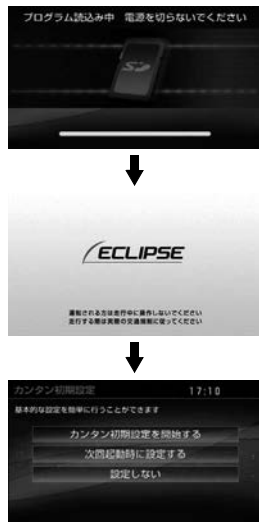 プログラム読込み中 電源を切らないでください
SD
ECLIPSE
運転される方は走行中に操作しないでください
走行する際は実際の交通規制に従ってください
カンタン初期設定 17:10
基本的な設定を簡単に行うことができます
カンタン初期設定を開始する
次回起動時に設定する
設定しない